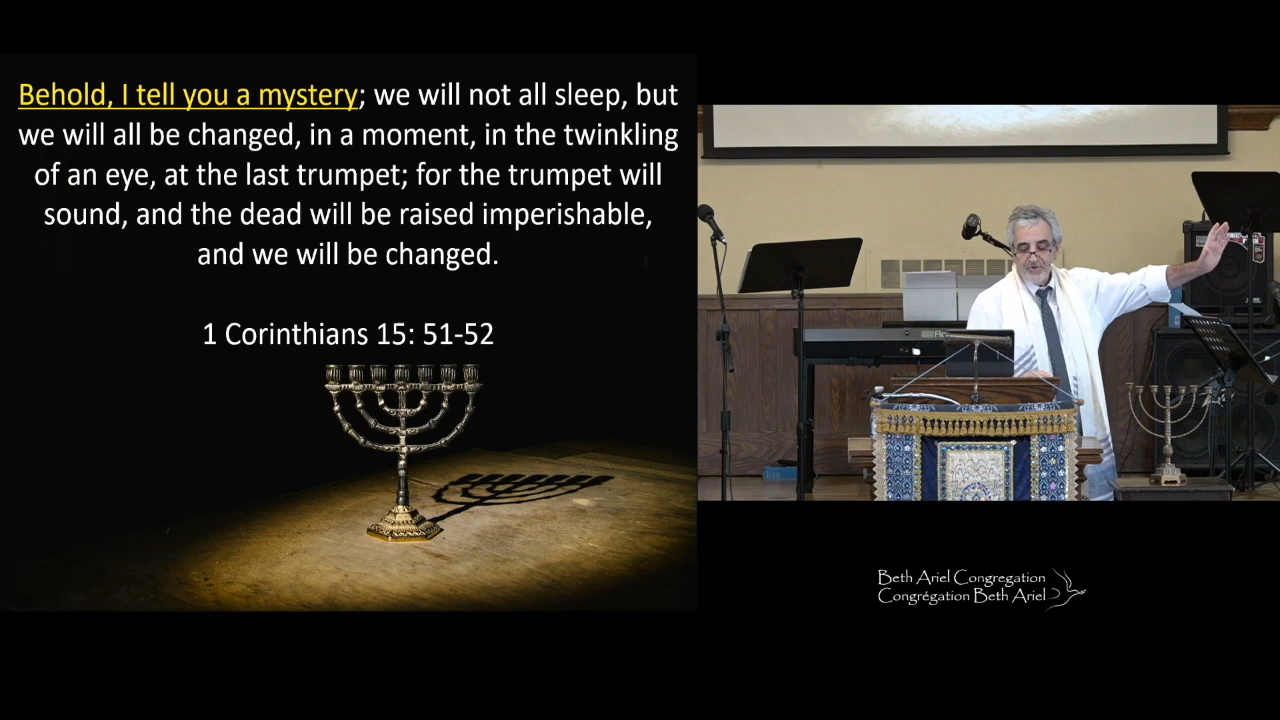 Behold, I tell you a mystery; we will not all sleep, but
we will all be changed, in a moment, in the twinkling
of an eye, at the last trumpet; for the trumpet will
sound, and the dead will be raised imperishable,
and we will be changed.
1 Corinthians 15: 51-52
Beth Ariel Congregation
Congrégation Beth Ariel